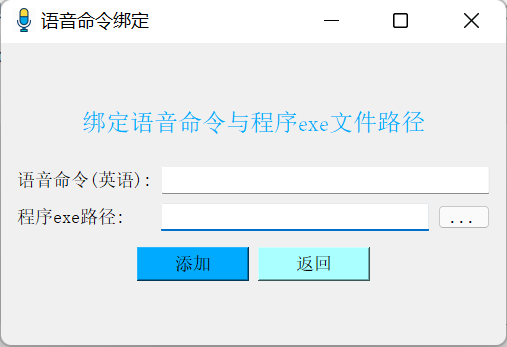 语音命令绑定
绑定语音命令与程序exe文件路径
语音命令(英语):
程序exe路径:
...
添加
返回